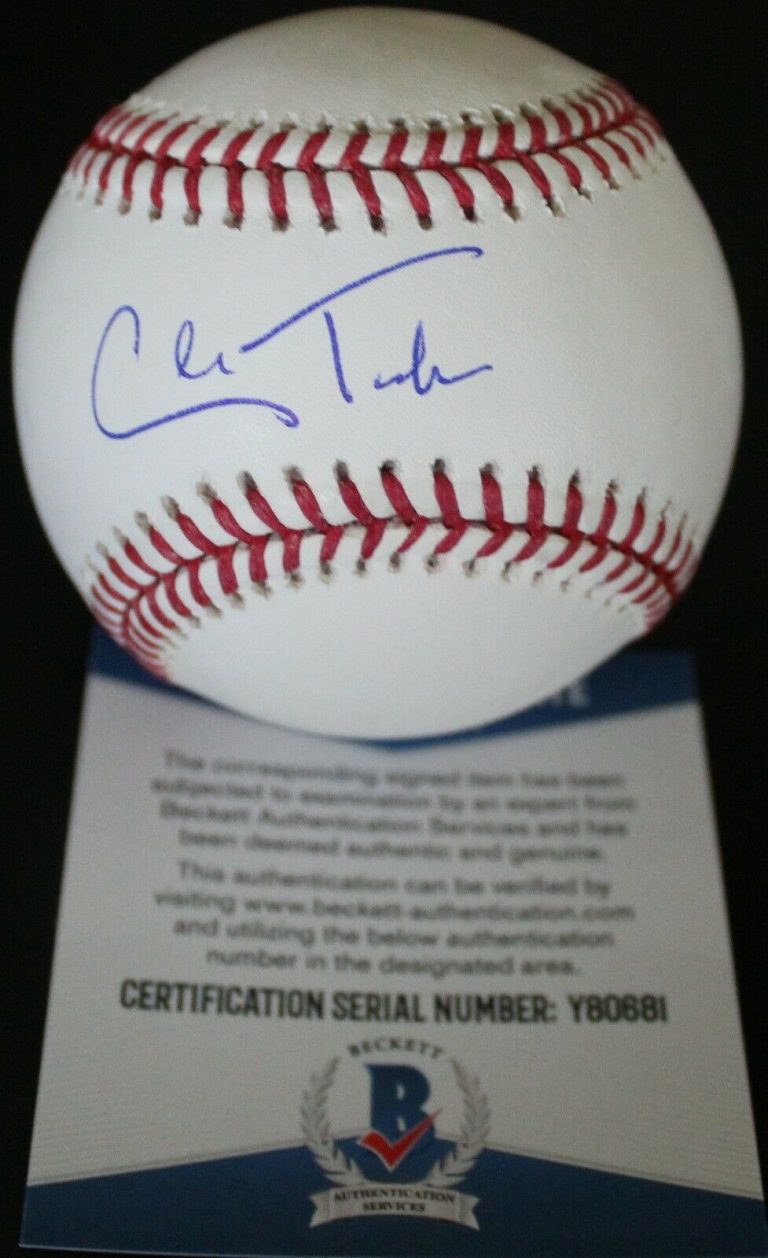 The corresponding signed item has been
subjected to examination by an expert from
Beckett Authentication Services and has
been deemed authentic and genuine.
This authentication can be verified by
visiting www.beckett-authentication.com
and utilizing the below authentication
number in the designated area.
CERTIFICATION SERIAL NUMBER: Y80681
BECKETT
B
AUTHENTICATION
SERVICES